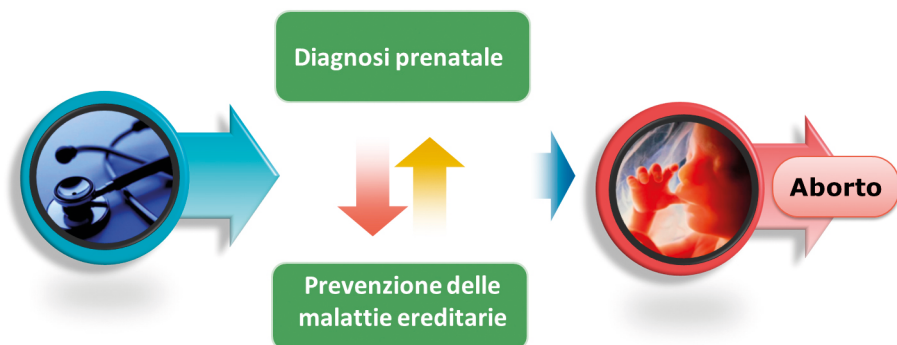 Diagnosi prenatale
Aborto
Prevenzione delle
malattie ereditarie